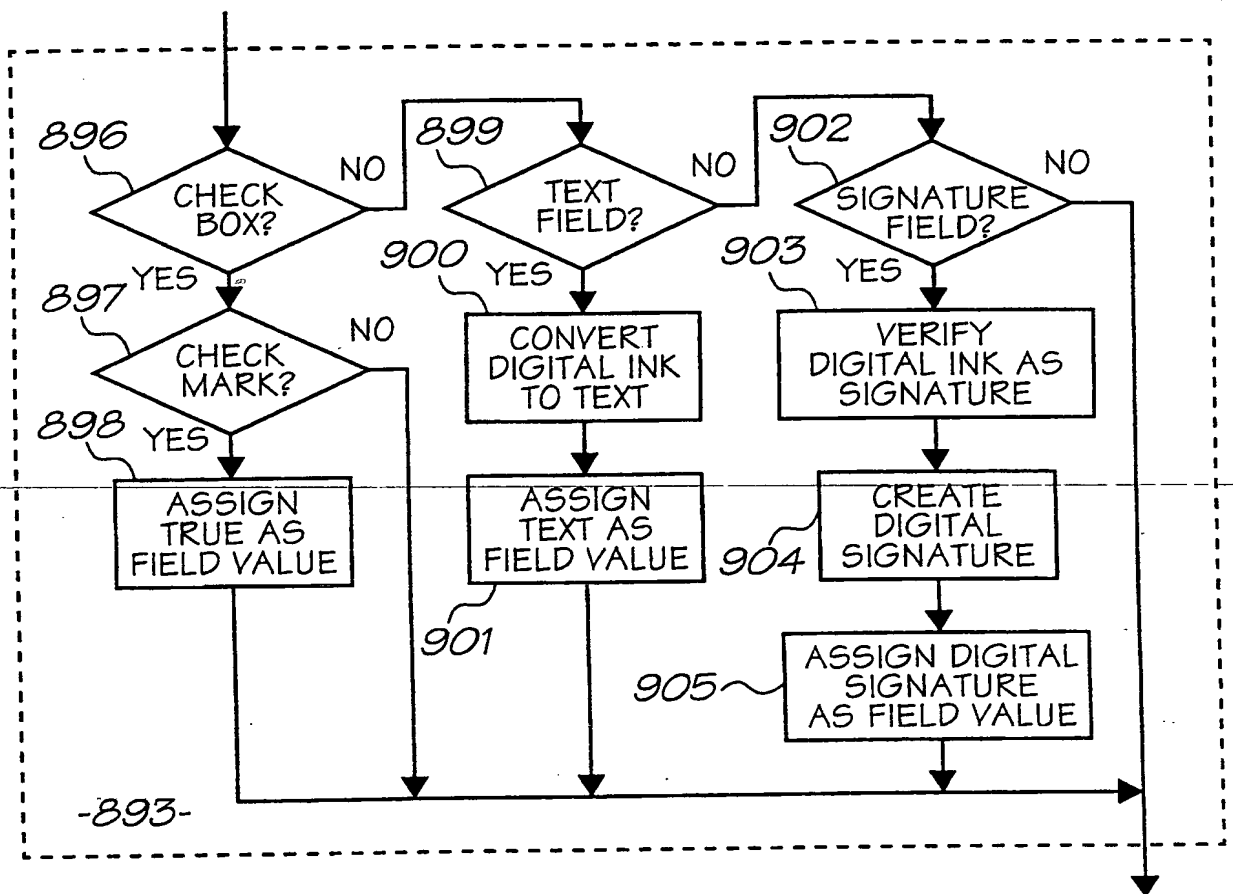 896
CHECK
BOX?
NO
YES
897
CHECK
MARK?
NO
YES
898
ASSIGN
TRUE AS
FIELD VALUE
899
TEXT
FIELD?
NO
YES
900
CONVERT
DIGITAL INK
TO TEXT
ASSIGN
TEXT AS
FIELD VALUE
901
902
SIGNATURE
FIELD?
NO
YES
903
VERIFY
DIGITAL INK AS
SIGNATURE
CREATE
DIGITAL
SIGNATURE
904
ASSIGN DIGITAL
SIGNATURE
AS FIELD VALUE
905
-893-